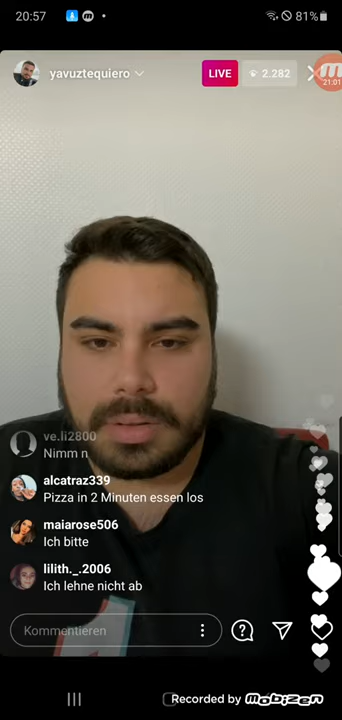 20:57
81%
yavuztequiero
LIVE
2.282
21:01
ve.li2800
Nimm n
alcatraz339
Pizza in 2 Minuten essen los
maiarose506
Ich bitte
lilith._.2006
Ich lehne nicht ab
Kommentieren
Recorded by Mobizen